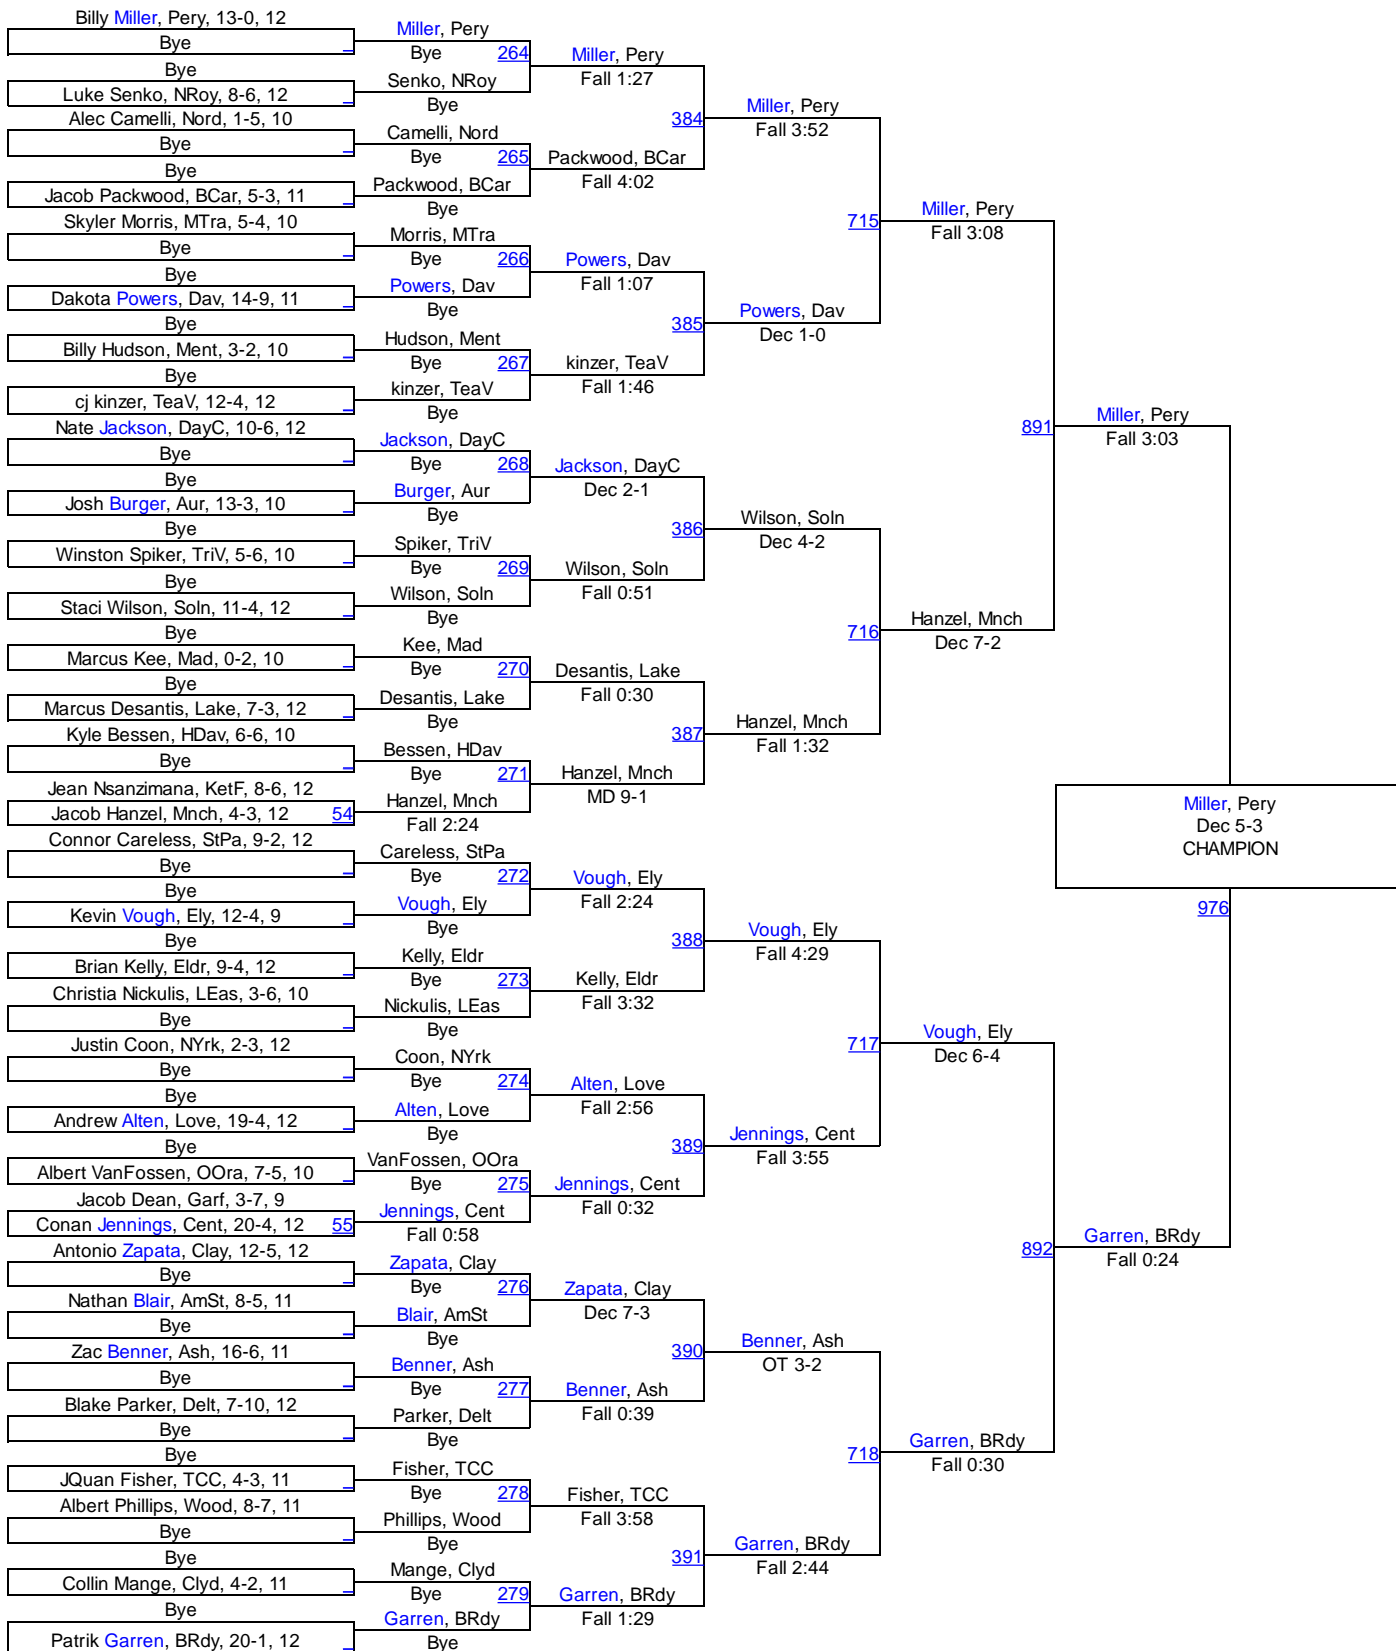 Billy Miller, Pery, 13-0, 12
Bye
Bye
Luke Senko, NRoy, 8-6, 12
Alec Camelli, Nord, 1-5, 10
Bye
Bye
Jacob Packwood, BCar, 5-3, 11
Skyler Morris, MTra, 5-4, 10
Bye
Bye
Dakota Powers, Dav, 14-9, 11
Bye
Billy Hudson, Ment, 3-2, 10
Bye
cj kinzer, TeaV, 12-4, 12
Nate Jackson, DayC, 10-6, 12
Bye
Bye
Josh Burger, Aur, 13-3, 10
Bye
Winston Spiker, TriV, 5-6, 10
Bye
Staci Wilson, Soln, 11-4, 12
Bye
Marcus Kee, Mad, 0-2, 10
Bye
Marcus Desantis, Lake, 7-3, 12
Kyle Bessen, HDav, 6-6, 10
Bye
Jean Nsanzimana, KetF, 8-6, 12
Jacob Hanzel, Mnch, 4-3, 12 54
Connor Careless, StPa, 9-2, 12
Bye
Bye
Kevin Vough, Ely, 12-4, 9
Bye
Brian Kelly, Eldr, 9-4, 12
Christia Nickulis, LEas, 3-6, 10
Bye
Justin Coon, NYrk, 2-3, 12
Bye
Bye
Andrew Alten, Love, 19-4, 12
Bye
Albert VanFossen, OOra, 7-5, 10
Jacob Dean, Garf, 3-7, 9
Conan Jennings, Cent, 20-4, 12 55
Antonio Zapata, Clay, 12-5, 12
Bye
Nathan Blair, AmSt, 8-5, 11
Bye
Zac Benner, Ash, 16-6, 11
Bye
Blake Parker, Delt, 7-10, 12
Bye
Bye
JQuan Fisher, TCC, 4-3, 11
Albert Phillips, Wood, 8-7, 11
Bye
Bye
Collin Mange, Clyd, 4-2, 11
Bye
Patrik Garren, BRdy, 20-1, 12
Miller, Pery
Bye 264
Senko, NRoy
Bye
Camelli, Nord
Bye 265
Packwood, BCar
Bye
Morris, MTra
Bye 266
Powers, Dav
Bye
Hudson, Ment
Bye 267
kinzer, TeaV
Bye
Jackson, DayC
Bye 268
Burger, Aur
Bye
Spiker, TriV
Bye 269
Wilson, Soln
Bye
Kee, Mad
Bye 270
Desantis, Lake
Bye
Bessen, HDav
Bye 271
Hanzel, Mnch
Fall 2:24
Careless, StPa
Bye 272
Vough, Ely
Bye
Kelly, Eldr
Bye 273
Nickulis, LEas
Bye
Coon, NYrk
Bye 274
Alten, Love
Bye
VanFossen, OOra
Bye 275
Jennings, Cent
Fall 0:58
Zapata, Clay
Bye 276
Blair, AmSt
Bye
Benner, Ash
Bye 277
Parker, Delt
Bye
Fisher, TCC
Bye 278
Phillips, Wood
Bye
Mange, Clyd
Bye 279
Garren, BRdy
Bye
Miller, Pery
Fall 1:27
384
Packwood, BCar
Fall 4:02
Powers, Dav
Fall 1:07
385
kinzer, TeaV
Fall 1:46
Jackson, DayC
Dec 2-1
386
Wilson, Soln
Fall 0:51
Desantis, Lake
Fall 0:30
387
Hanzel, Mnch
MD 9-1
Vough, Ely
Fall 2:24
388
Kelly, Eldr
Fall 3:32
Alten, Love
Fall 2:56
389
Jennings, Cent
Fall 0:32
Zapata, Clay
Dec 7-3
390
Benner, Ash
Fall 0:39
Fisher, TCC
Fall 3:58
391
Garren, BRdy
Fall 1:29
Miller, Pery
Fall 3:52
715
Powers, Dav
Dec 1-0
Wilson, Soln
Dec 4-2
716
Hanzel, Mnch
Fall 1:32
Vough, Ely
Fall 4:29
717
Jennings, Cent
Fall 3:55
Benner, Ash
OT 3-2
718
Garren, BRdy
Fall 2:44
Miller, Pery
Fall 3:08
891
Hanzel, Mnch
Dec 7-2
Vough, Ely
Dec 6-4
892
Garren, BRdy
Fall 0:30
Miller, Pery
Fall 3:03
976
Garren, BRdy
Fall 0:24
Miller, Pery
Dec 5-3
CHAMPION